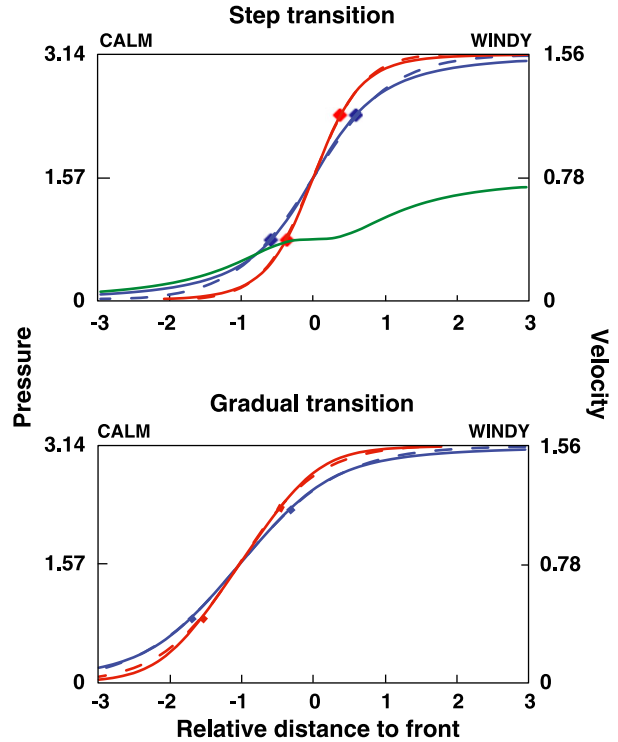 Step transition
CALM WINDY
3.14 1.56
1.57 0.78
0 0
-3 -2 -1 0 1 2 3
Pressure
Velocity
Gradual transition
CALM WINDY
3.14 1.56
1.57 0.78
0 0
-3 -2 -1 0 1 2 3
Relative distance to front